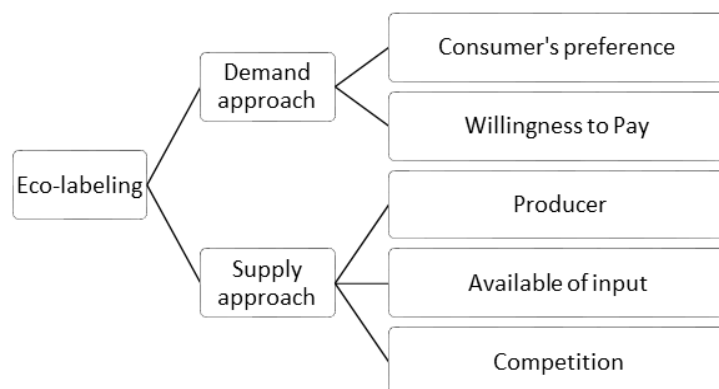 Eco-labeling
Demand
approach
Consumer's preference
Willingness to Pay
Supply
approach
Producer
Available of input
Competition